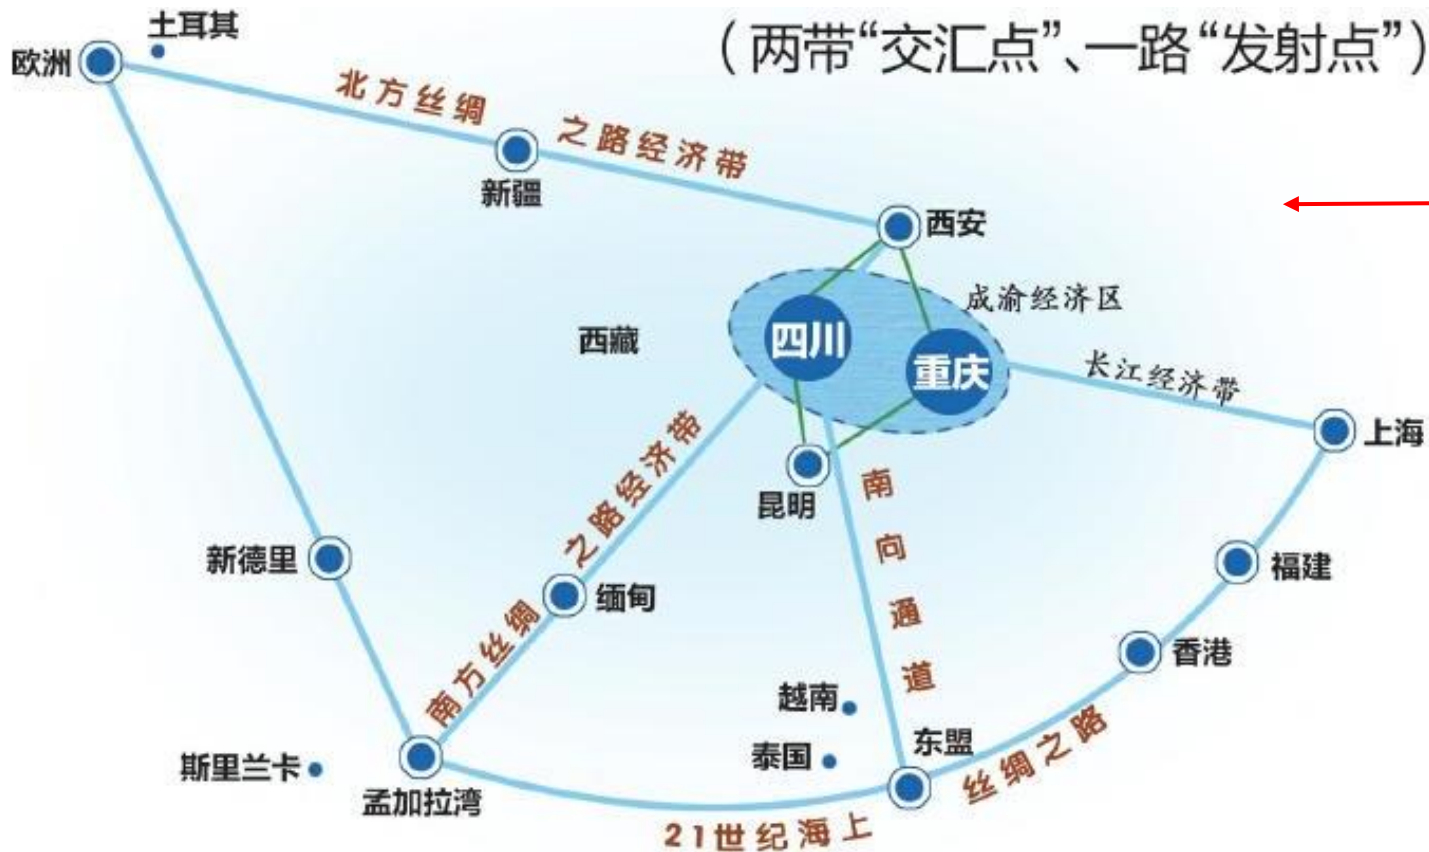 （两带“交汇点”、一路“发射点”）
土耳其
欧洲
北方丝绸
之路经济带
新疆
西安
成渝经济区
四川
西藏
重庆
长江经济带
上海
昆明
南向通道
南方丝绸
之路经济带
新德里
缅甸
福建
香港
越南
东盟
泰国
斯里兰卡
孟加拉湾
21世纪海上
丝绸之路